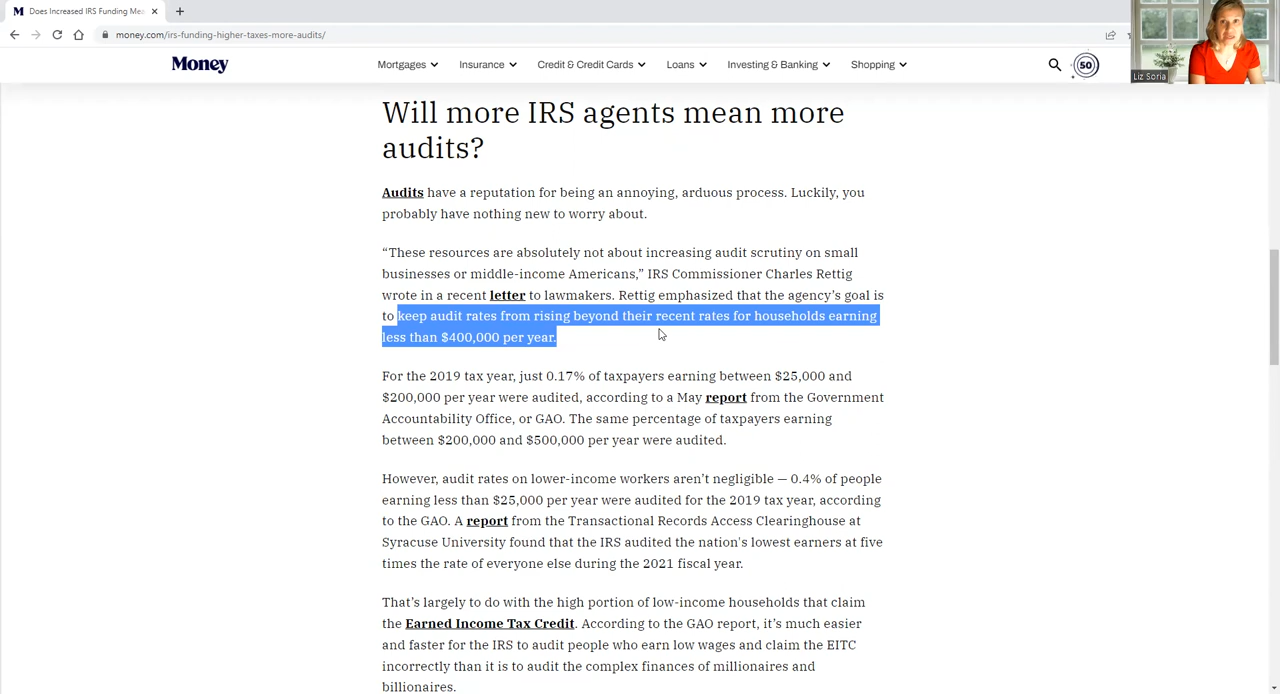 Does Increased IRS Funding Mea
money.com/irs-funding-higher-taxes-more-audits/
Liz Soria
Money
Mortgages Insurance Credit & Credit Cards Loans Investing & Banking Shopping
50
Will more IRS agents mean more
audits?
Audits have a reputation for being an annoying, arduous process. Luckily, you
probably have nothing new to worry about.
“These resources are absolutely not about increasing audit scrutiny on small
businesses or middle-income Americans,” IRS Commissioner Charles Rettig
wrote in a recent letter to lawmakers. Rettig emphasized that the agency’s goal is
to keep audit rates from rising beyond their recent rates for households earning
less than $400,000 per year.
For the 2019 tax year, just 0.17% of taxpayers earning between $25,000 and
$200,000 per year were audited, according to a May report from the Government
Accountability Office, or GAO. The same percentage of taxpayers earning
between $200,000 and $500,000 per year were audited.
However, audit rates on lower-income workers aren’t negligible — 0.4% of people
earning less than $25,000 per year were audited for the 2019 tax year, according
to the GAO. A report from the Transactional Records Access Clearinghouse at
Syracuse University found that the IRS audited the nation's lowest earners at five
times the rate of everyone else during the 2021 fiscal year.
That’s largely to do with the high portion of low-income households that claim
the Earned Income Tax Credit. According to the GAO report, it’s much easier
and faster for the IRS to audit people who earn low wages and claim the EITC
incorrectly than it is to audit the complex finances of millionaires and
billionaires.